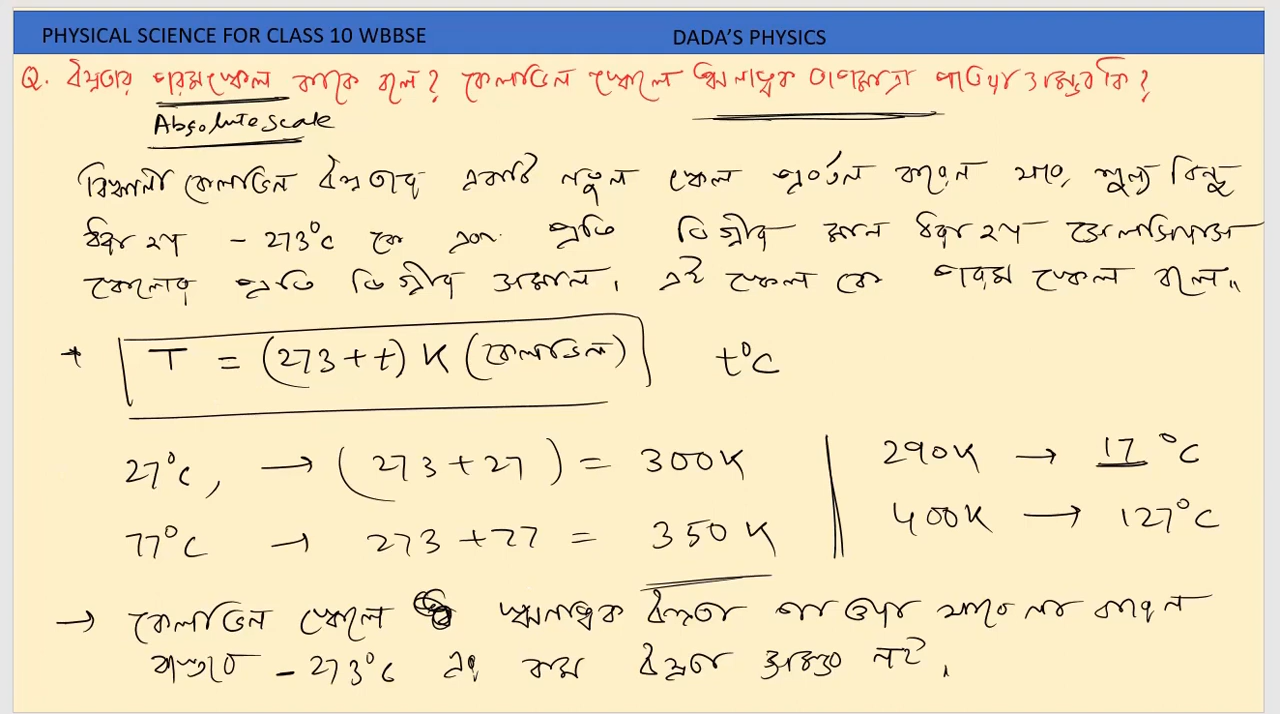 PHYSICAL SCIENCE FOR CLASS 10 WBBSE DADA'S PHYSICS
Q. উষ্ণতার পরমস্কেল কাকে বলে? কেলভিন স্কেলে ঋণাত্মক তাপমাত্রা পাওয়া সম্ভব কি?
Absolute scale
বিজ্ঞানী কেলভিন উষ্ণতার একটি নতুন স্কেল প্রবর্তন করেন যার শূন্য বিন্দু
ধরা হয় - 273°C কে এবং প্রতি ডিগ্রীর মান ধরা হয় সেলসিয়াস
স্কেলের প্রতি ডিগ্রীর সমান। এই স্কেল কে পরম স্কেল বলে॥
T = (273 + t) K (কেলভিন) t°C
27°C, → (273 + 27) = 300K 290K → 17 °C
77°C → 273 + 77 = 350 K 400K → 127°C
→ কেলভিন স্কেলে ঋণাত্মক উষ্ণতা পাওয়া যাবে না কারণ
বাস্তবে - 273°C এর কম উষ্ণতা সম্ভব নই।